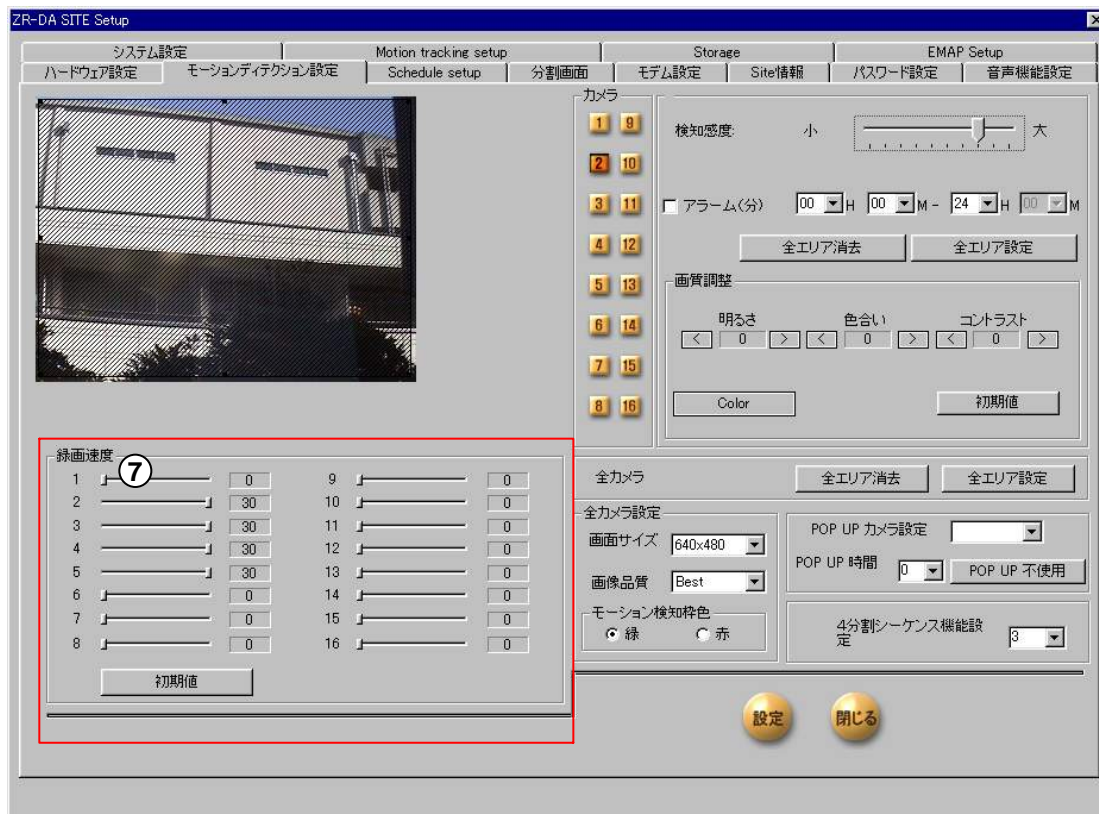 ZR-DA SITE Setup
システム設定 Motion tracking setup Storage EMAP Setup
ハードウェア設定 モーションディテクション設定 Schedule setup 分割画面 モデム設定 Site情報 パスワード設定 音声機能設定
カメラ
1 9
2 10
3 11
4 12
5 13
6 14
7 15
8 16
検知感度: 小 大
アラーム(分) 00 H 00 M - 24 H 00 M
全エリア消去 全エリア設定
画質調整
明るさ 色合い コントラスト
< 0 > < 0 > < 0 >
Color 初期値
録画速度
⑦
1 0 9 0
2 30 10 0
3 30 11 0
4 30 12 0
5 30 13 0
6 0 14 0
7 0 15 0
8 0 16 0
初期値
全カメラ 全エリア消去 全エリア設定
全カメラ設定
画面サイズ 640x480
画像品質 Best
モーション検知枠色
緑 赤
POP UP カメラ設定
POP UP 時間 0 POP UP 不使用
4分割シーケンス機能設
定 3
設定 閉じる